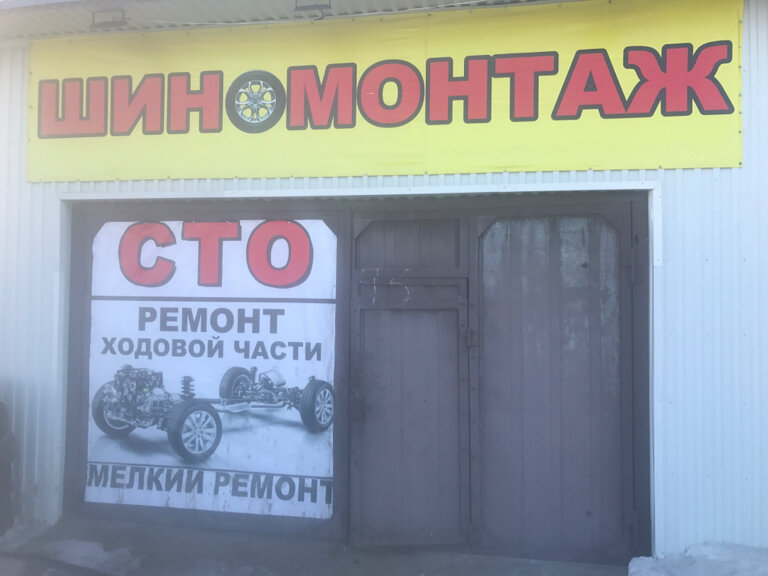 ШИНОМОНТАЖ
СТО
РЕМОНТ
ХОДОВОЙ ЧАСТИ
МЕЛКИЙ РЕМОНТ